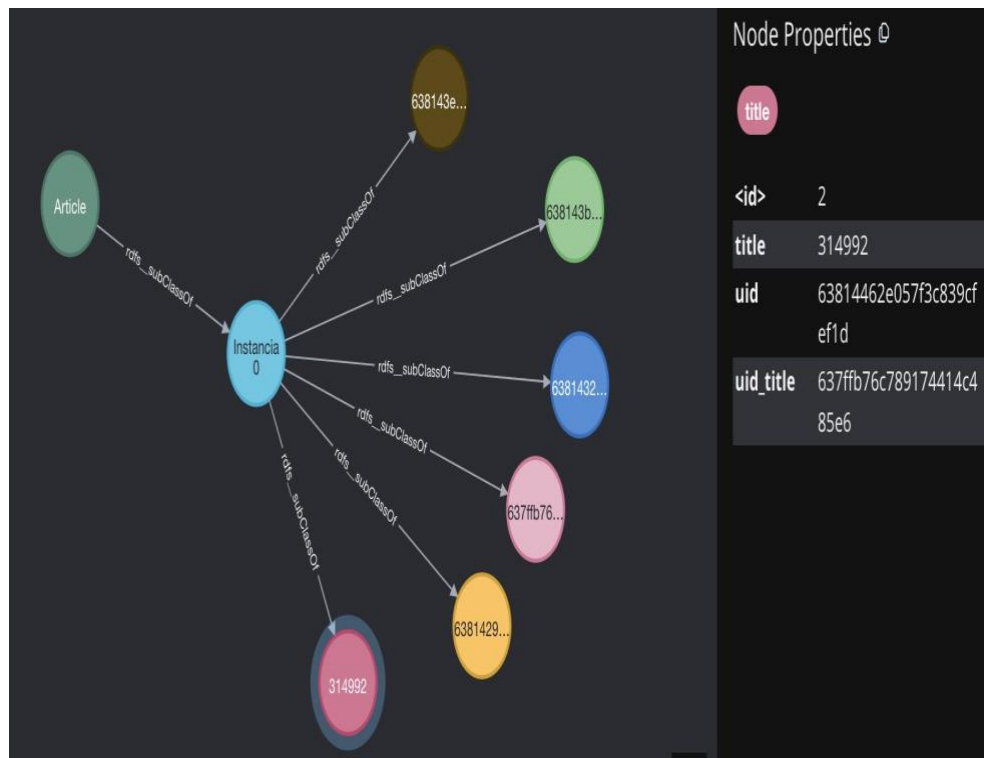 638143e...
Article
rdfs__subClassOf
rdfs__subClassOf
638143b...
rdfs__subClassOf
Instancia
0
rdfs__subClassOf
6381432...
rdfs__subClassOf
637ffb76...
rdfs__subClassOf
6381429...
rdfs__subClassOf
314992
Node Properties
title
<id> 2
title 314992
uid 63814462e057f3c839cf
ef1d
uid_title 637ffb76c789174414c4
85e6